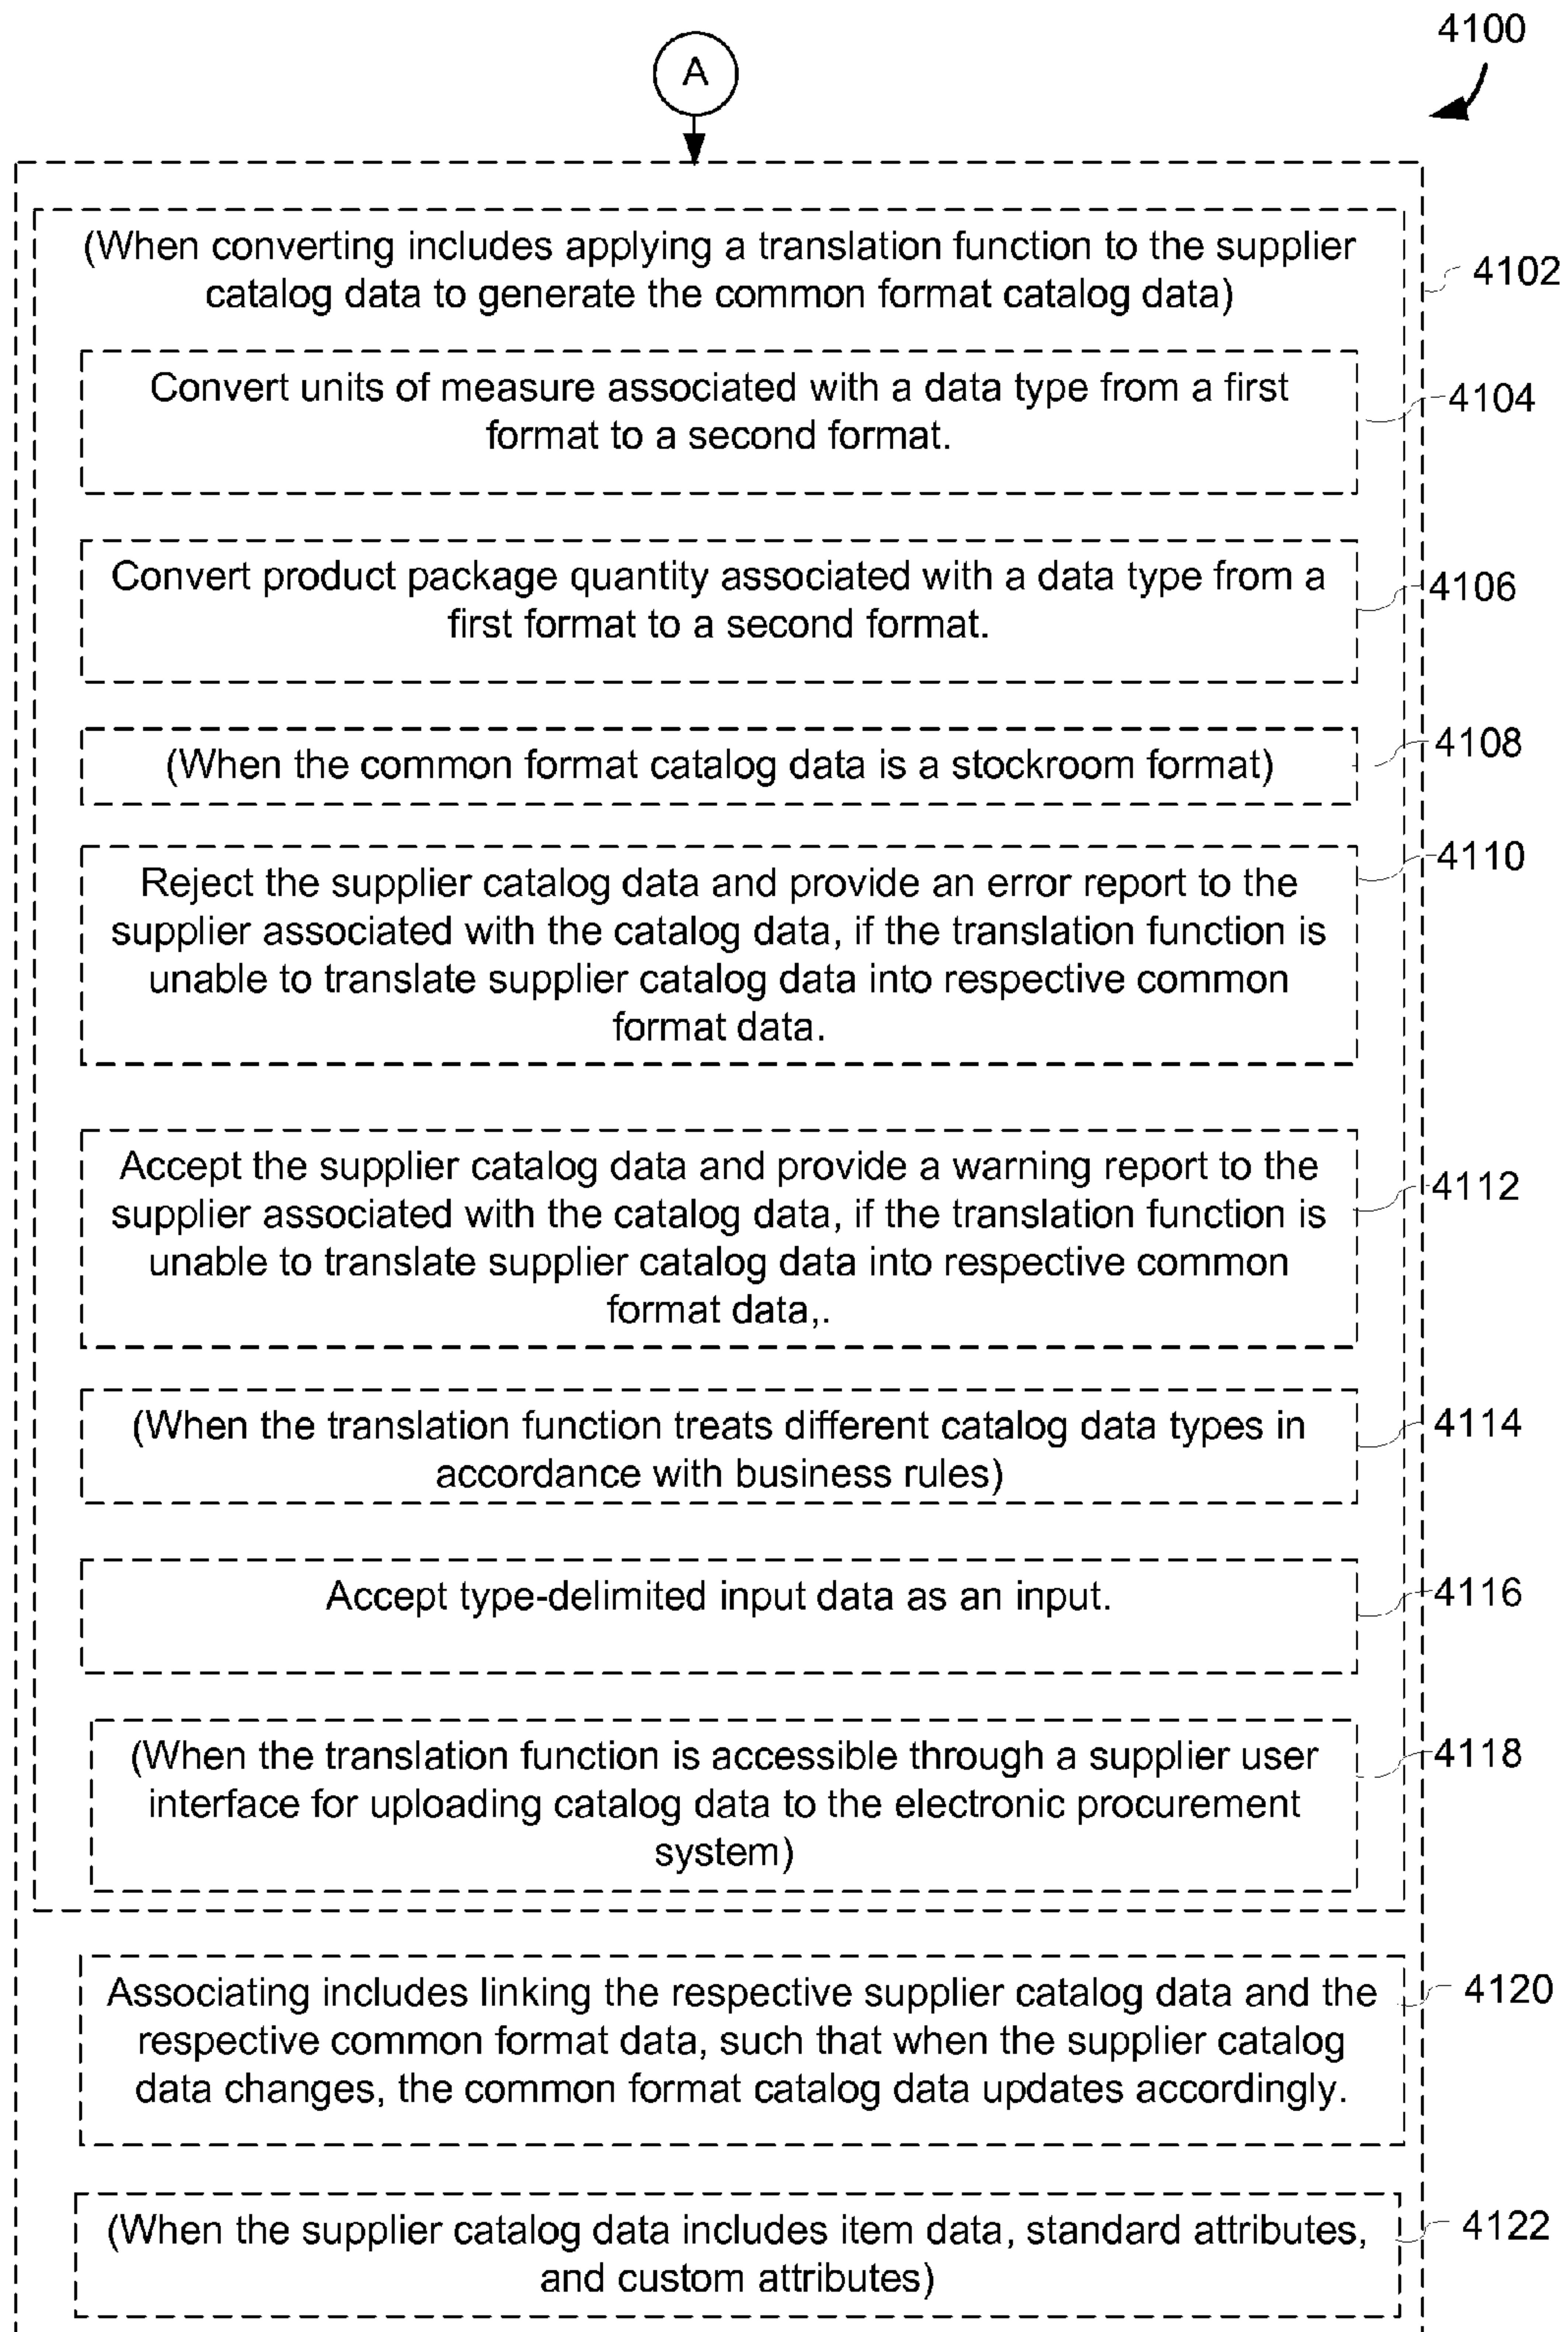 4100
A
(When converting includes applying a translation function to the supplier
catalog data to generate the common format catalog data)
4102
Convert units of measure associated with a data type from a first
format to a second format.
4104
Convert product package quantity associated with a data type from a
first format to a second format.
4106
(When the common format catalog data is a stockroom format)
4108
Reject the supplier catalog data and provide an error report to the
supplier associated with the catalog data, if the translation function is
unable to translate supplier catalog data into respective common
format data.
4110
Accept the supplier catalog data and provide a warning report to the
supplier associated with the catalog data, if the translation function is
unable to translate supplier catalog data into respective common
format data,.
4112
(When the translation function treats different catalog data types in
accordance with business rules)
4114
Accept type-delimited input data as an input.
4116
(When the translation function is accessible through a supplier user
interface for uploading catalog data to the electronic procurement
system)
4118
Associating includes linking the respective supplier catalog data and the
respective common format data, such that when the supplier catalog
data changes, the common format catalog data updates accordingly.
4120
(When the supplier catalog data includes item data, standard attributes,
and custom attributes)
4122